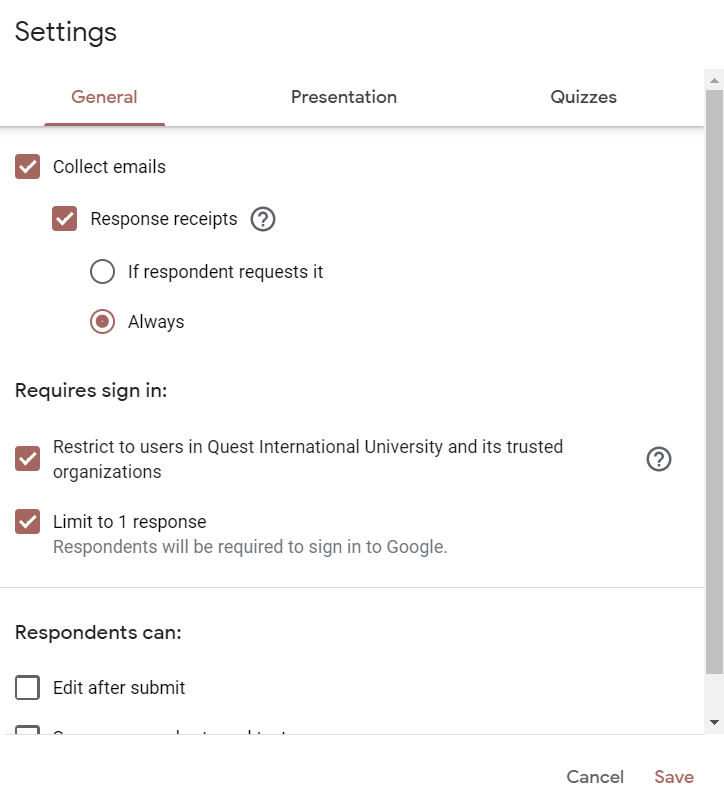 Settings
General Presentation Quizzes
Collect emails
Response receipts
If respondent requests it
Always
Requires sign in:
Restrict to users in Quest International University and its trusted
organizations
Limit to 1 response
Respondents will be required to sign in to Google.
Respondents can:
Edit after submit
Cancel Save